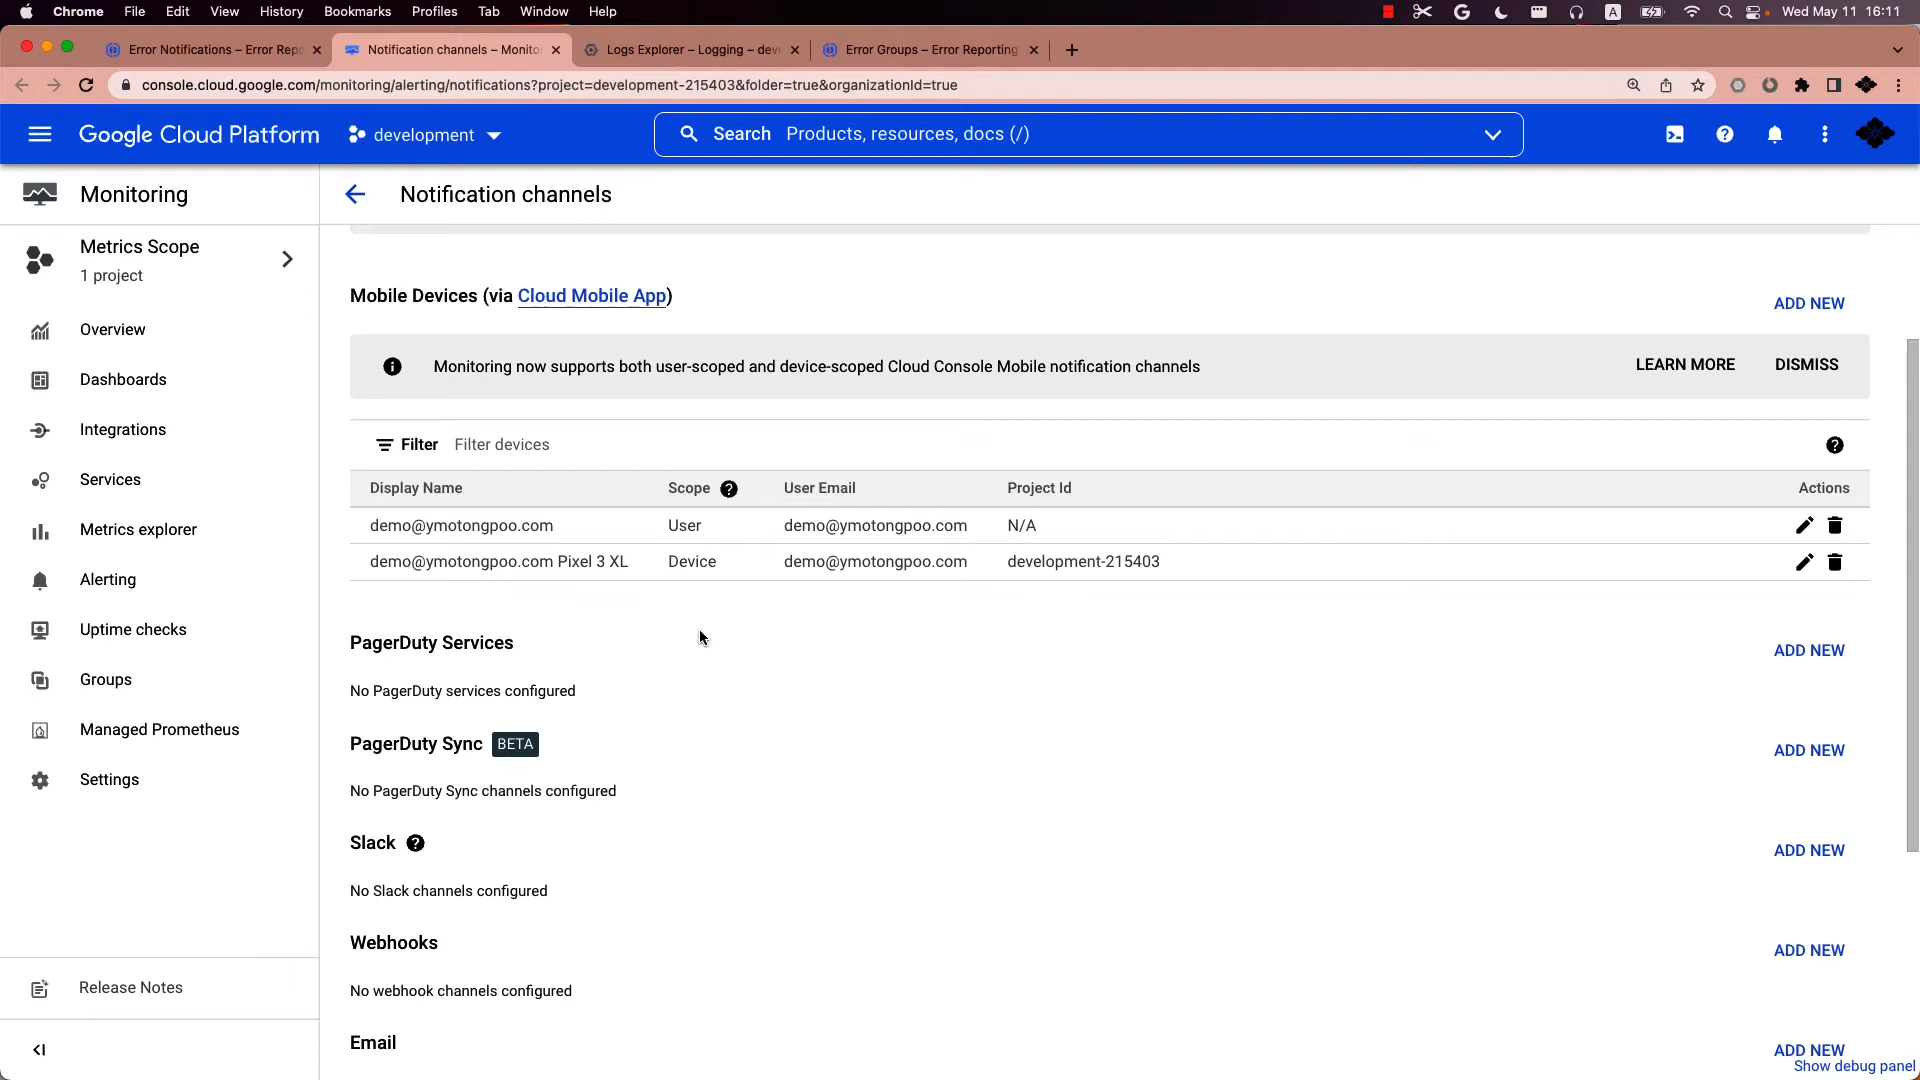 Chrome File Edit View History Bookmarks Profiles Tab Window Help A Wed May 11 16:11
Error Notifications – Error Repo Notification channels – Monito Logs Explorer – Logging – dev Error Groups – Error Reporting
console.cloud.google.com/monitoring/alerting/notifications?project=development-215403&folder=true&organizationId=true
Google Cloud Platform development Search Products, resources, docs (/)
Monitoring
Notification channels
Metrics Scope
1 project
Overview
Dashboards
Integrations
Services
Metrics explorer
Alerting
Uptime checks
Groups
Managed Prometheus
Settings
Release Notes
Mobile Devices (via Cloud Mobile App)
ADD NEW
Monitoring now supports both user-scoped and device-scoped Cloud Console Mobile notification channels LEARN MORE DISMISS
Filter Filter devices
Display Name Scope User Email Project Id Actions
demo@ymotongpoo.com User demo@ymotongpoo.com N/A
demo@ymotongpoo.com Pixel 3 XL Device demo@ymotongpoo.com development-215403
PagerDuty Services
ADD NEW
No PagerDuty services configured
PagerDuty Sync BETA
ADD NEW
No PagerDuty Sync channels configured
Slack
ADD NEW
No Slack channels configured
Webhooks
ADD NEW
No webhook channels configured
Email
ADD NEW
Show debug panel